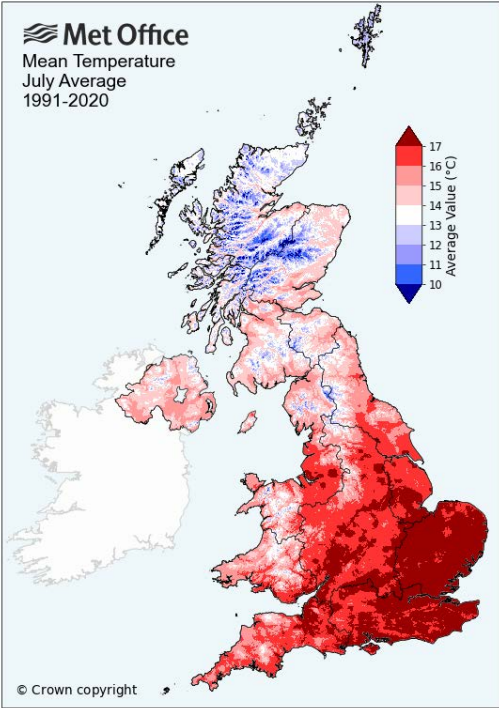 Met Office
Mean Temperature
July Average
1991-2020
17
16
15
14
13
12
11
10
Average Value (°C)
© Crown copyright